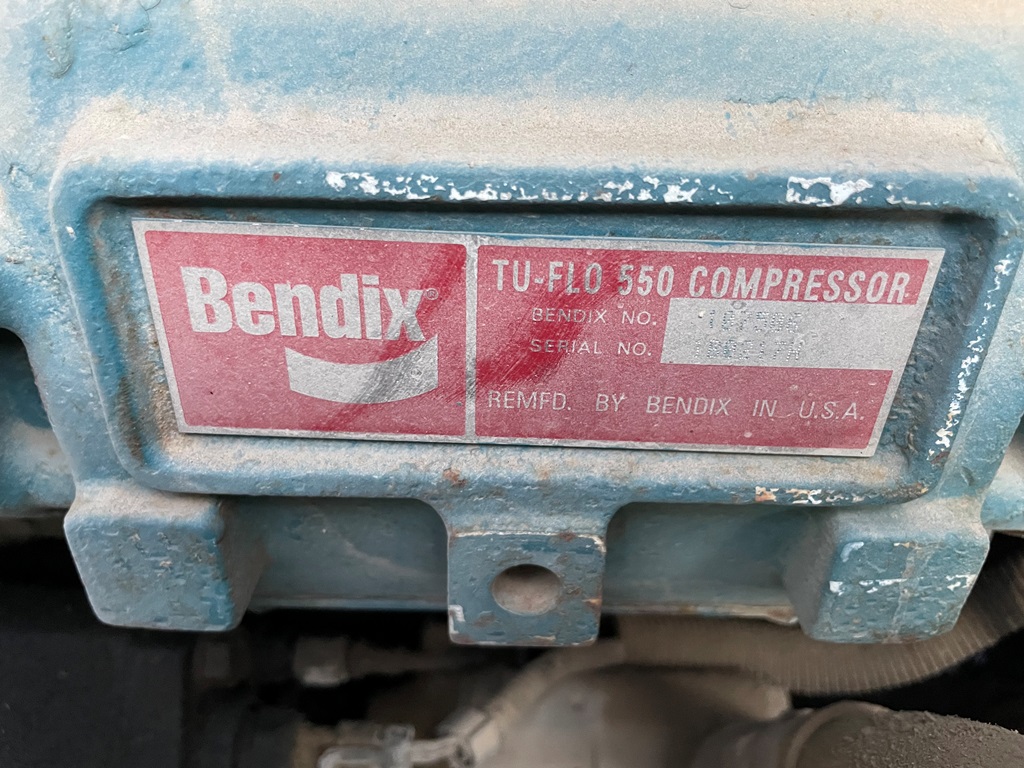 Bendix®
TU-FLO 550 COMPRESSOR
BENDIX NO.
SERIAL NO.
REMFD. BY BENDIX IN U.S.A.